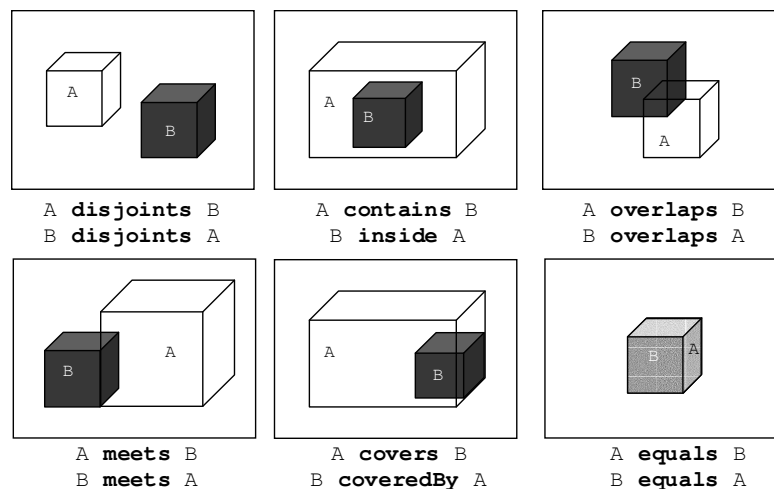 A
B
A
B
B
A
A disjoints B
B disjoints A
A contains B
B inside A
A overlaps B
B overlaps A
B
A
A
B
B
A
A meets B
B meets A
A covers B
B coveredBy A
A equals B
B equals A